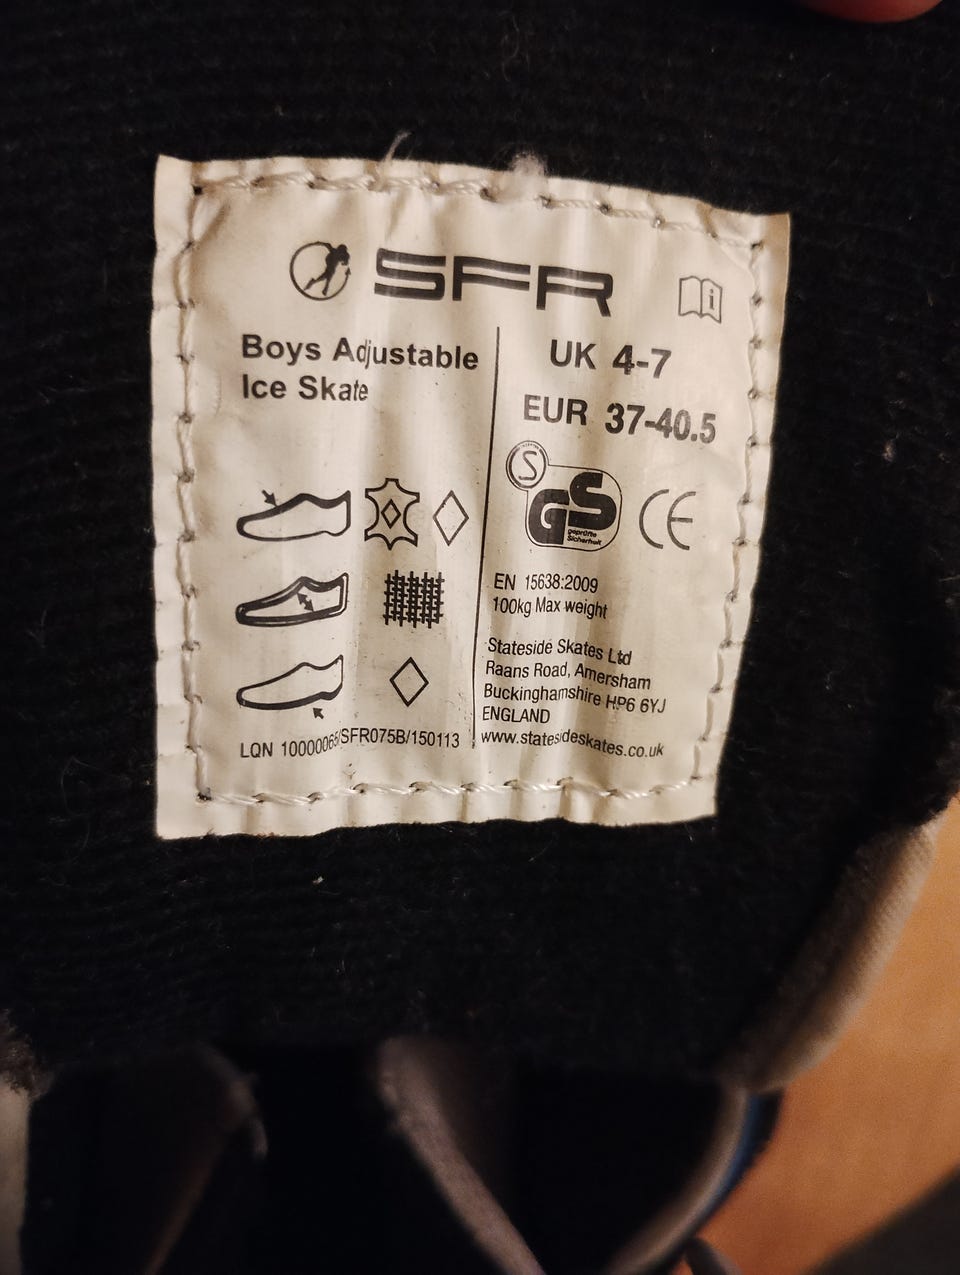 SFR
Boys Adjustable
Ice Skate
UK 4-7
EUR 37-40.5
S
GS
geprüfte
Sicherheit
CE
EN 15638:2009
100kg Max weight
Stateside Skates Ltd
Raans Road, Amersham
Buckinghamshire HP6 6YJ
ENGLAND
www.statesideskates.co.uk
LQN 10000065/SFR075B/150113